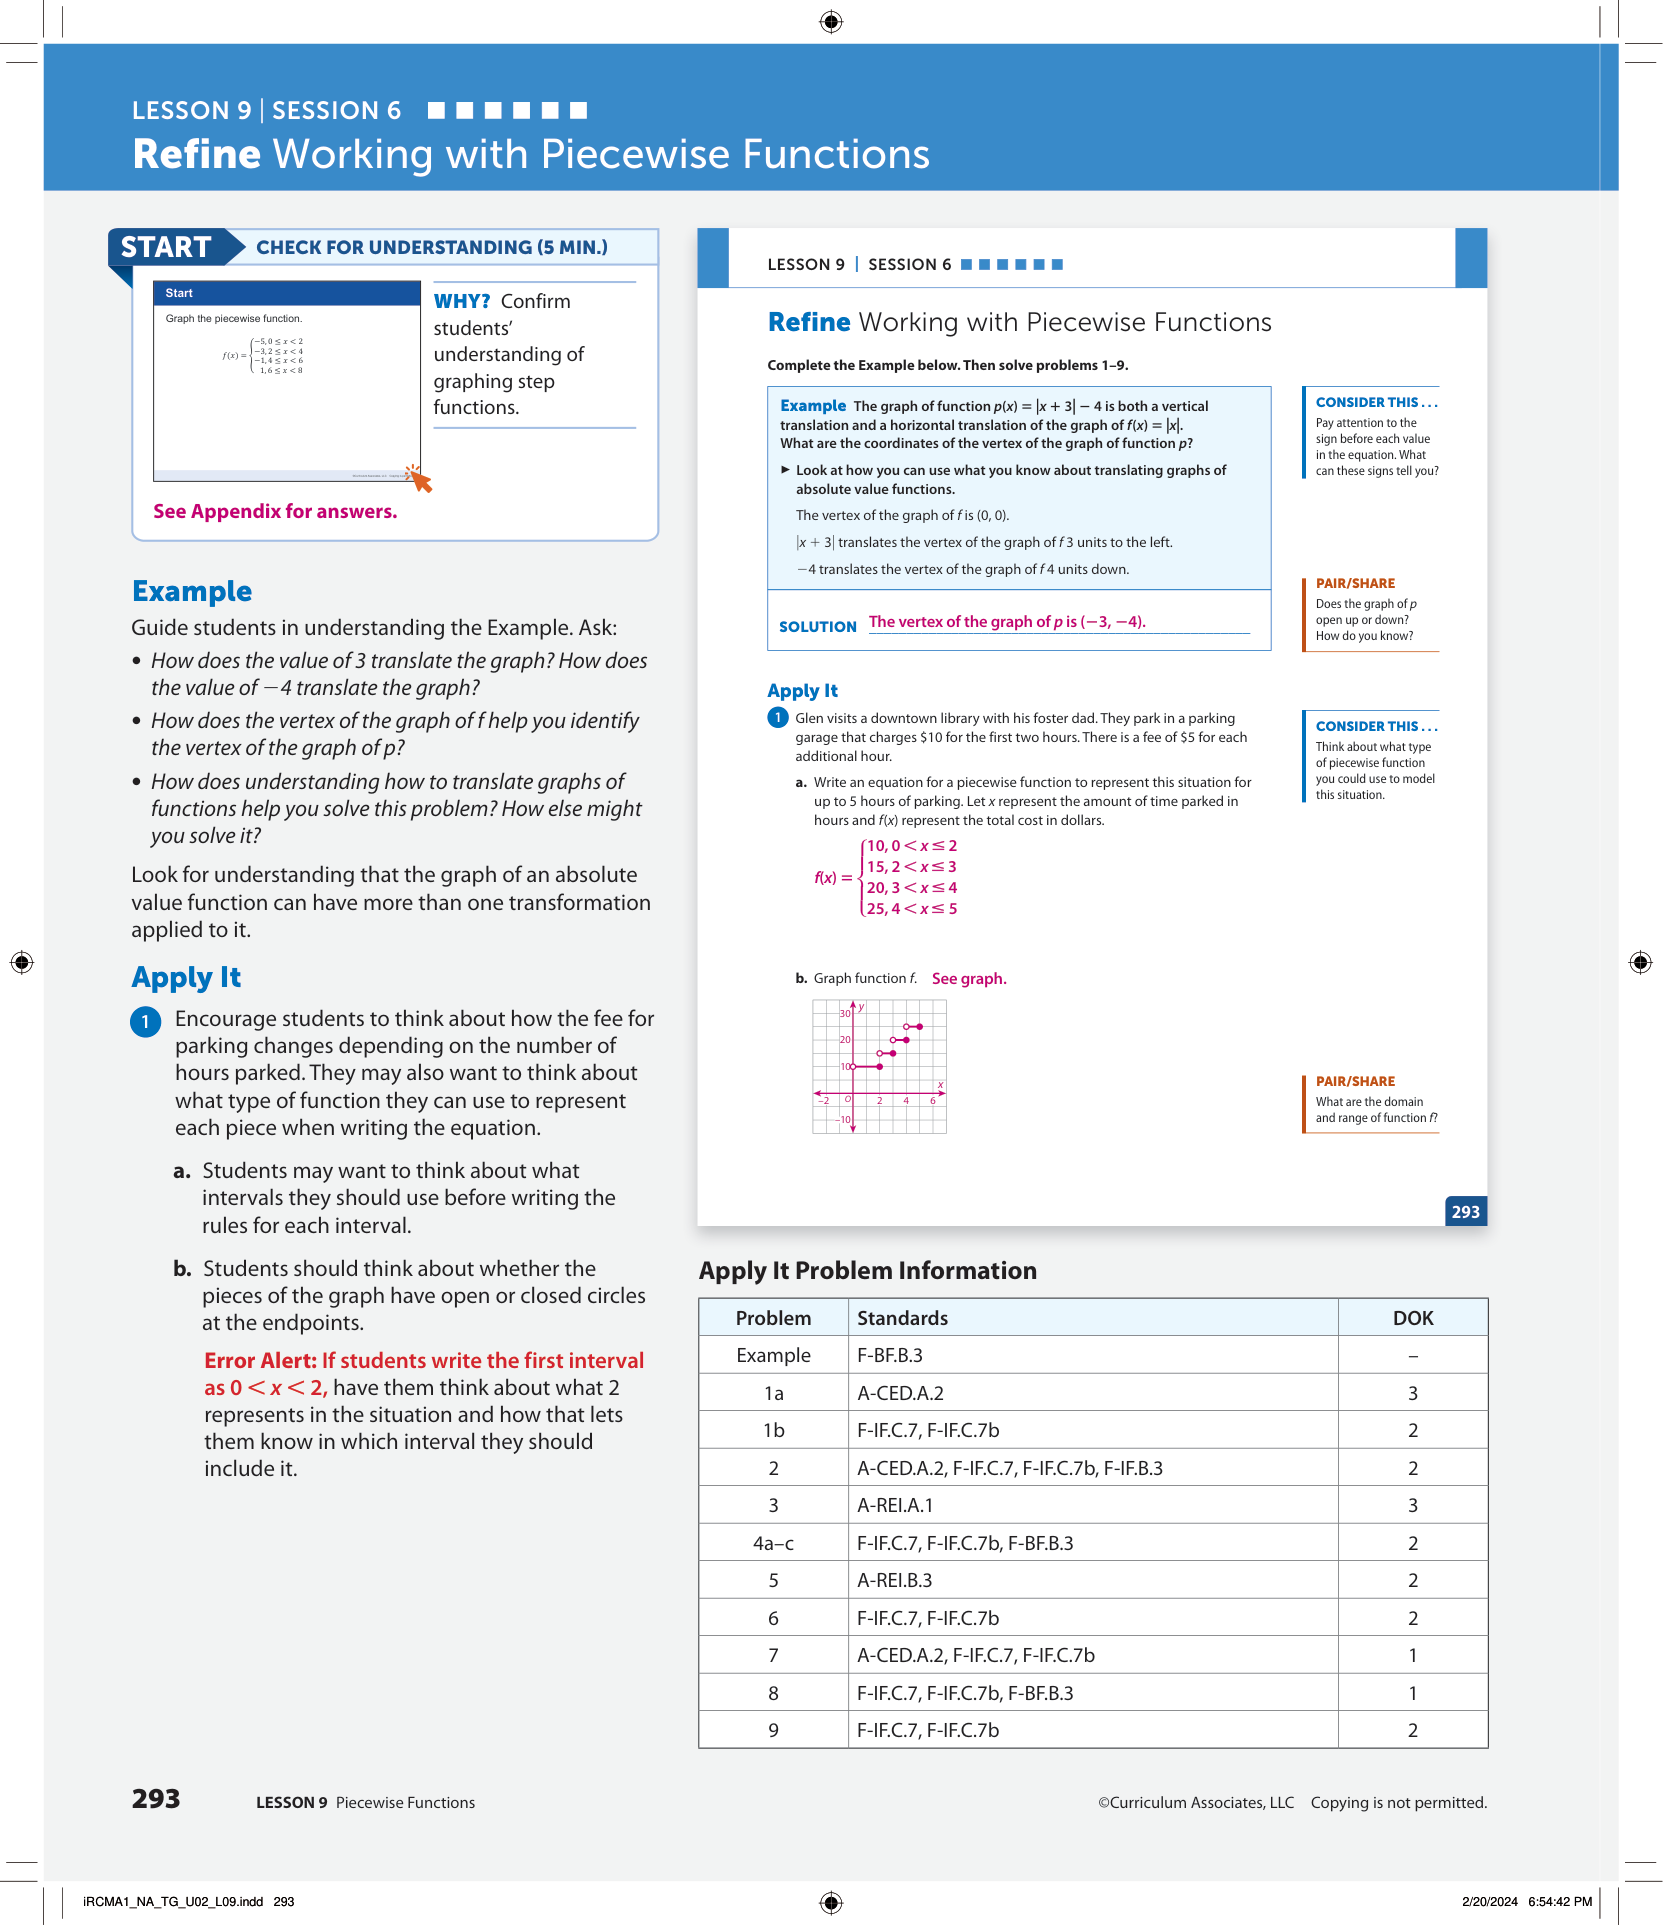 LESSON 9 | SESSION 6
Refine Working with Piecewise Functions
START
CHECK FOR UNDERSTANDING (5 MIN.)
Start
Graph the piecewise function.
f(x) = {−5, 0 ≤ x < 2
−3, 2 ≤ x < 4
−1, 4 ≤ x < 6
1, 6 ≤ x < 8
WHY? Confirm
students’
understanding of
graphing step
functions.
See Appendix for answers.
Example
Guide students in understanding the Example. Ask:
• How does the value of 3 translate the graph? How does
the value of −4 translate the graph?
• How does the vertex of the graph of f help you identify
the vertex of the graph of p?
• How does understanding how to translate graphs of
functions help you solve this problem? How else might
you solve it?
Look for understanding that the graph of an absolute
value function can have more than one transformation
applied to it.
Apply It
1 Encourage students to think about how the fee for
parking changes depending on the number of
hours parked. They may also want to think about
what type of function they can use to represent
each piece when writing the equation.
a. Students may want to think about what
intervals they should use before writing the
rules for each interval.
b. Students should think about whether the
pieces of the graph have open or closed circles
at the endpoints.
Error Alert: If students write the first interval
as 0 < x < 2, have them think about what 2
represents in the situation and how that lets
them know in which interval they should
include it.
LESSON 9 | SESSION 6
Refine Working with Piecewise Functions
Complete the Example below. Then solve problems 1–9.
Example The graph of function p(x) = |x + 3| − 4 is both a vertical
translation and a horizontal translation of the graph of f(x) = |x|.
What are the coordinates of the vertex of the graph of function p?
▸ Look at how you can use what you know about translating graphs of
absolute value functions.
The vertex of the graph of f is (0, 0).
|x + 3| translates the vertex of the graph of f 3 units to the left.
−4 translates the vertex of the graph of f 4 units down.
SOLUTION The vertex of the graph of p is (−3, −4).
CONSIDER THIS . . .
Pay attention to the
sign before each value
in the equation. What
can these signs tell you?
PAIR/SHARE
Does the graph of p
open up or down?
How do you know?
Apply It
1 Glen visits a downtown library with his foster dad. They park in a parking
garage that charges $10 for the first two hours. There is a fee of $5 for each
additional hour.
a. Write an equation for a piecewise function to represent this situation for
up to 5 hours of parking. Let x represent the amount of time parked in
hours and f(x) represent the total cost in dollars.
f(x) = {10, 0 < x ≤ 2
15, 2 < x ≤ 3
20, 3 < x ≤ 4
25, 4 < x ≤ 5
b. Graph function f. See graph.
30 y
20
10
x
–2 O 2 4 6
–10
CONSIDER THIS . . .
Think about what type
of piecewise function
you could use to model
this situation.
PAIR/SHARE
What are the domain
and range of function f?
293
Apply It Problem Information
Problem Standards DOK
Example F-BF.B.3 –
1a A-CED.A.2 3
1b F-IF.C.7, F-IF.C.7b 2
2 A-CED.A.2, F-IF.C.7, F-IF.C.7b, F-IF.B.3 2
3 A-REI.A.1 3
4a–c F-IF.C.7, F-IF.C.7b, F-BF.B.3 2
5 A-REI.B.3 2
6 F-IF.C.7, F-IF.C.7b 2
7 A-CED.A.2, F-IF.C.7, F-IF.C.7b 1
8 F-IF.C.7, F-IF.C.7b, F-BF.B.3 1
9 F-IF.C.7, F-IF.C.7b 2
293 LESSON 9 Piecewise Functions
©Curriculum Associates, LLC Copying is not permitted.
iRCMA1_NA_TG_U02_L09.indd 293
2/20/2024 6:54:42 PM